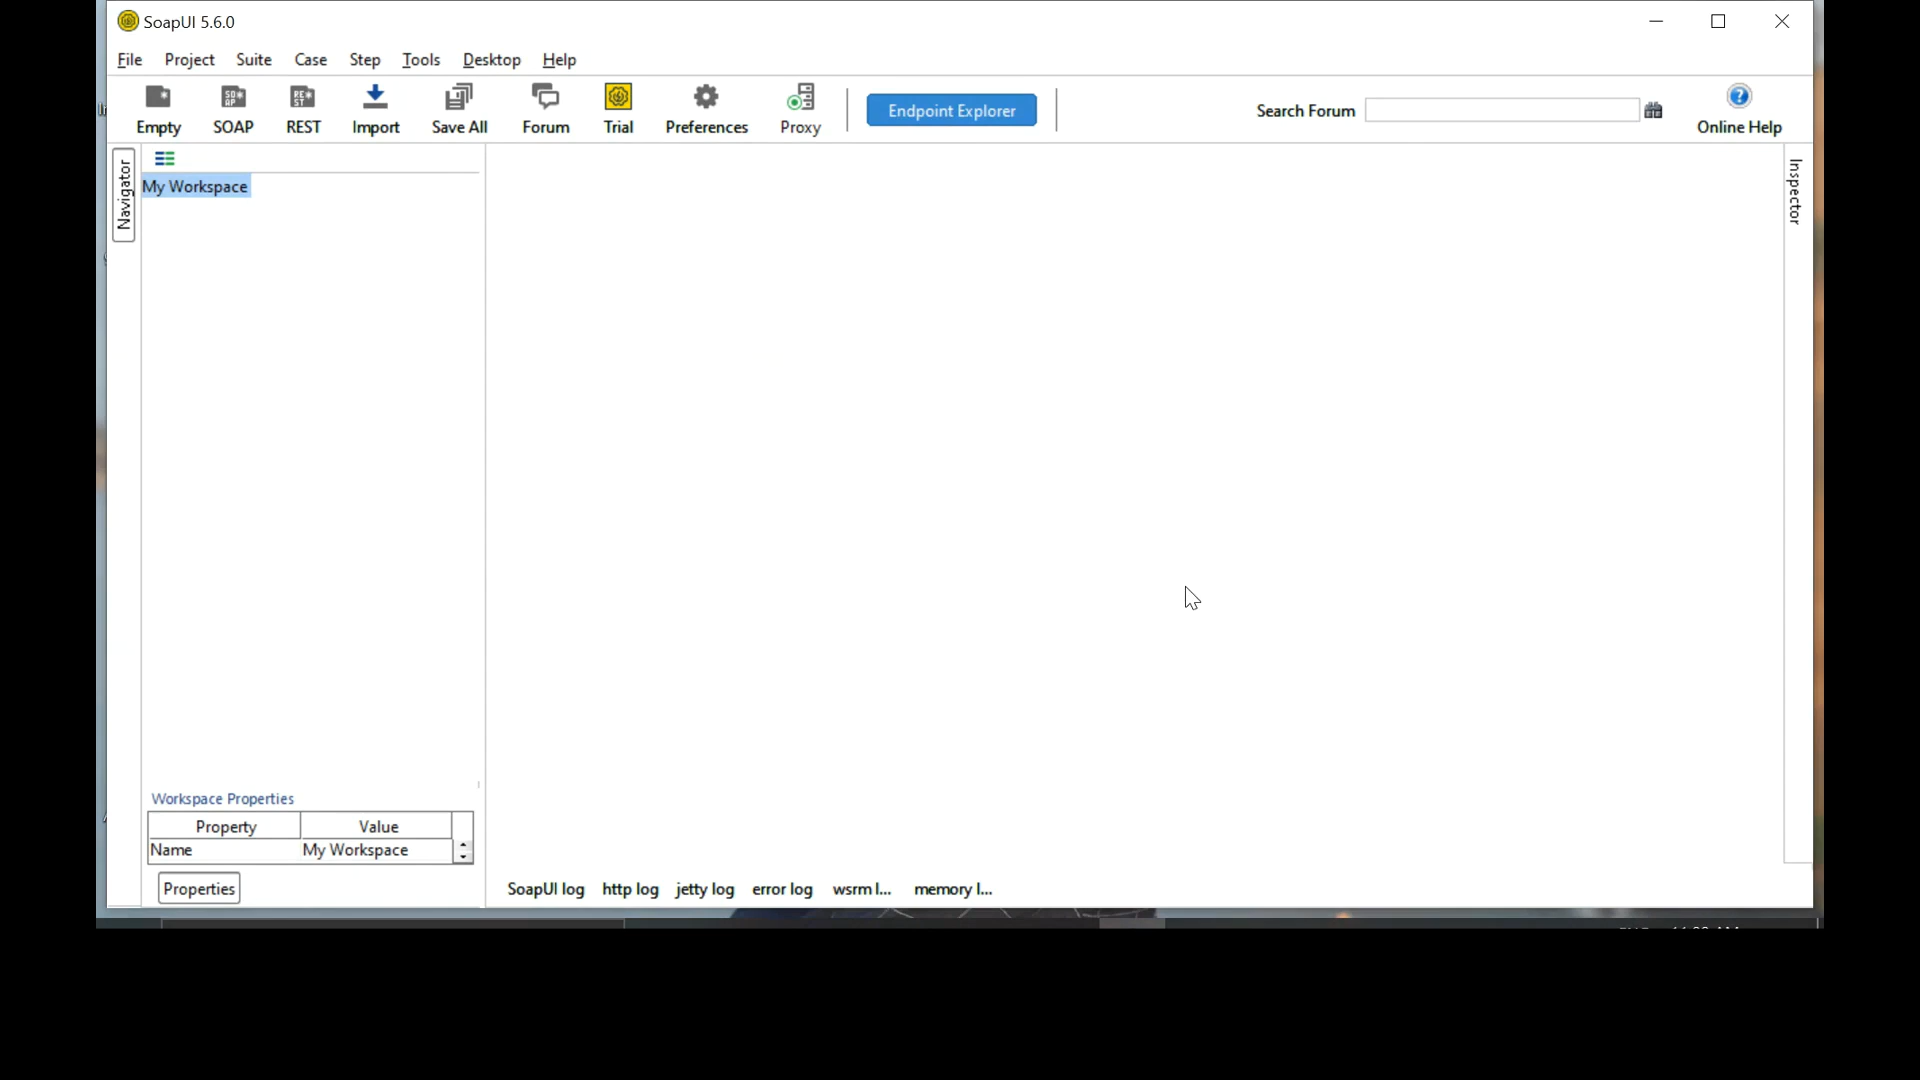 SoapUI 5.6.0
File Project Suite Case Step Tools Desktop Help
Empty SOAP REST Import Save All Forum Trial Preferences Proxy Endpoint Explorer Search Forum Online Help
Navigator
My Workspace
Inspector
Workspace Properties
Property Value
Name My Workspace
Properties
SoapUI log http log jetty log error log wsrm l... memory l...